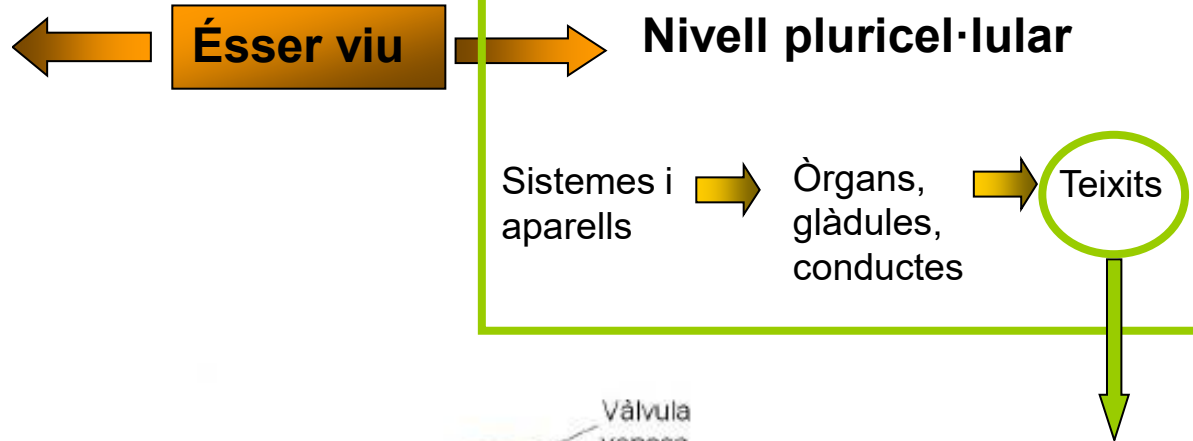 Ésser viu
Nivell pluricel·lular
Sistemes i
aparells
Òrgans,
glàdules,
conductes
Teixits
Vàlvula